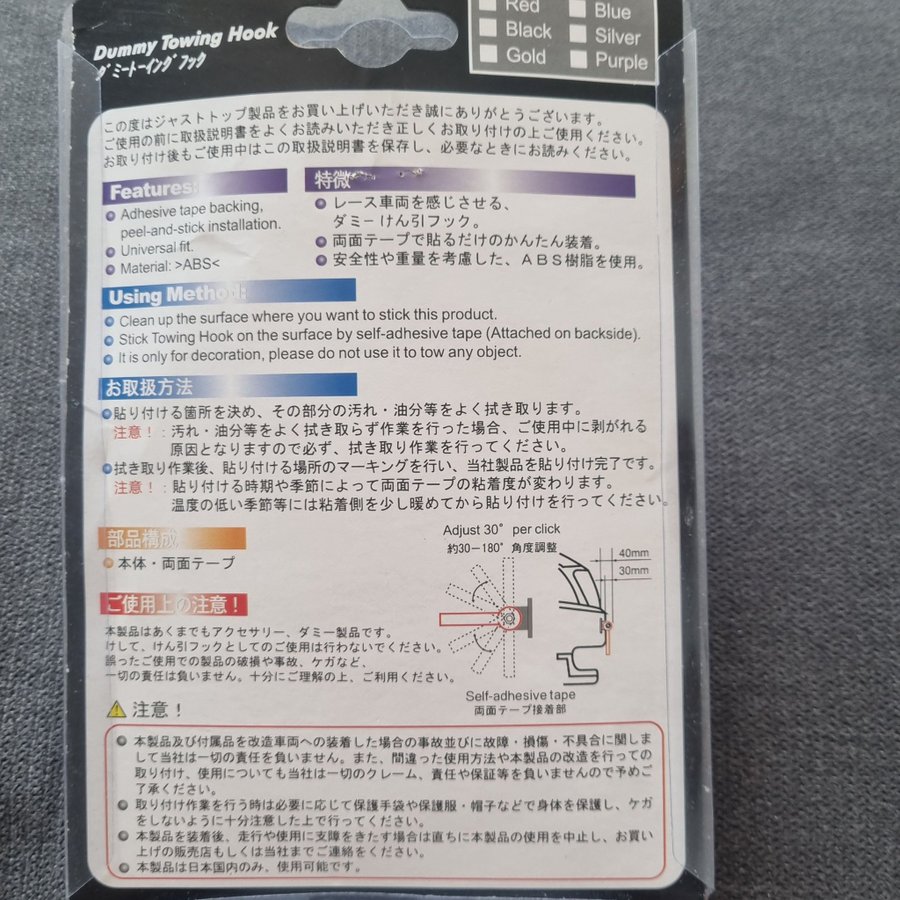 Dummy Towing Hook
ダミートーイングフック
Red
Blue
Black
Silver
Gold
Purple
この度はジャストトップ製品をお買い上げいただき誠にありがとうございます。
ご使用の前に取扱説明書をよくお読みいただき正しくお取り付けの上ご使用ください。
お取り付け後もご使用中はこの取扱説明書を保存し、必要なときにお読みください。
Features:
Adhesive tape backing,
peel-and-stick installation.
Universal fit.
Material: >ABS<
特微
レース車両を感じさせる、
ダミーけん引フック。
両面テープで貼るだけのかんたん装着。
安全性や重量を考慮した、ABS樹脂を使用。
Using Method:
Clean up the surface where you want to stick this product.
Stick Towing Hook on the surface by self-adhesive tape (Attached on backside).
It is only for decoration, please do not use it to tow any object.
お取扱方法
貼り付ける箇所を決め、その部分の汚れ・油分等をよく拭き取ります。
注意！：汚れ・油分等をよく拭き取らず作業を行った場合、ご使用中に剥がれる
原因となりますので必ず、拭き取り作業を行ってください。
拭き取り作業後、貼り付ける場所のマーキングを行い、当社製品を貼り付け完了です。
注意！：貼り付ける時期や季節によって両面テープの粘着度が変わります。
温度の低い季節等には粘着側を少し暖めてから貼り付けを行ってください。
部品構成
本体・両面テープ
Adjust 30° per click
約30－180° 角度調整
40mm
30mm
Self-adhesive tape
両面テープ接着部
ご使用上の注意！
本製品はあくまでもアクセサリー、ダミー製品です。
けして、けん引フックとしてのご使用は行わないでください。
誤ったご使用での製品の破損や事故、ケガなど、
一切の責任は負いません。十分にご理解の上、ご利用ください。
注意！
本製品及び付属品を改造車両への装着した場合の事故並びに故障・損傷・不具合に関しま
して当社は一切の責任を負いません。また、間違った使用方法や本製品の改造を行っての
取り付け、使用についても当社は一切のクレーム、責任や保証等を負いませんので予めご
了承ください。
取り付け作業を行う時は必要に応じて保護手袋や保護服・帽子などで身体を保護し、ケガ
をしないように十分注意した上で行ってください。
本製品を装着後、走行や使用に支障をきたす場合は直ちに本製品の使用を中止し、お買い
上げの販売店もしくは当社までご連絡をください。
本製品は日本国内のみ、使用可能です。